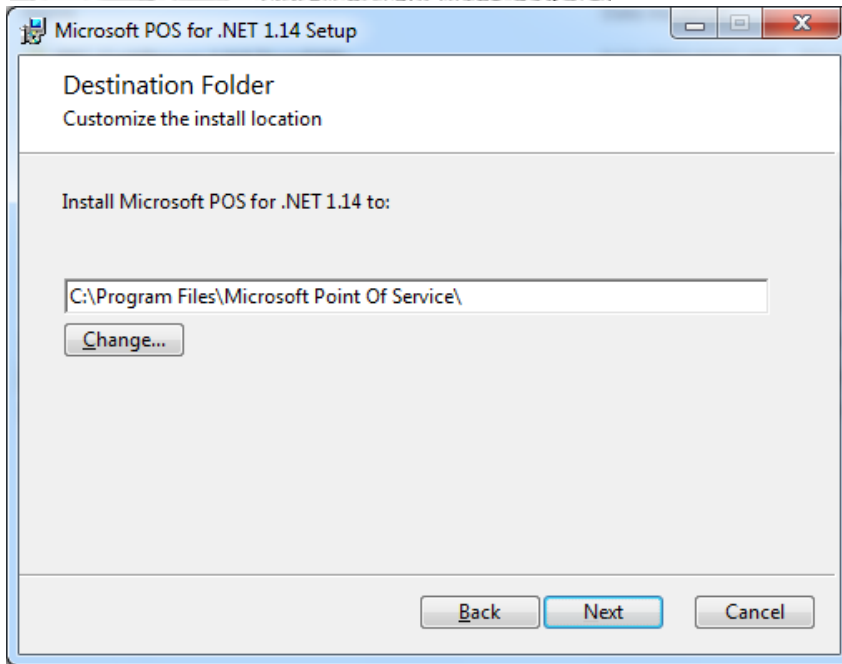 Microsoft POS for .NET 1.14 Setup
Destination Folder
Customize the install location
Install Microsoft POS for .NET 1.14 to:
C:\Program Files\Microsoft Point Of Service\
Change...
Back Next Cancel